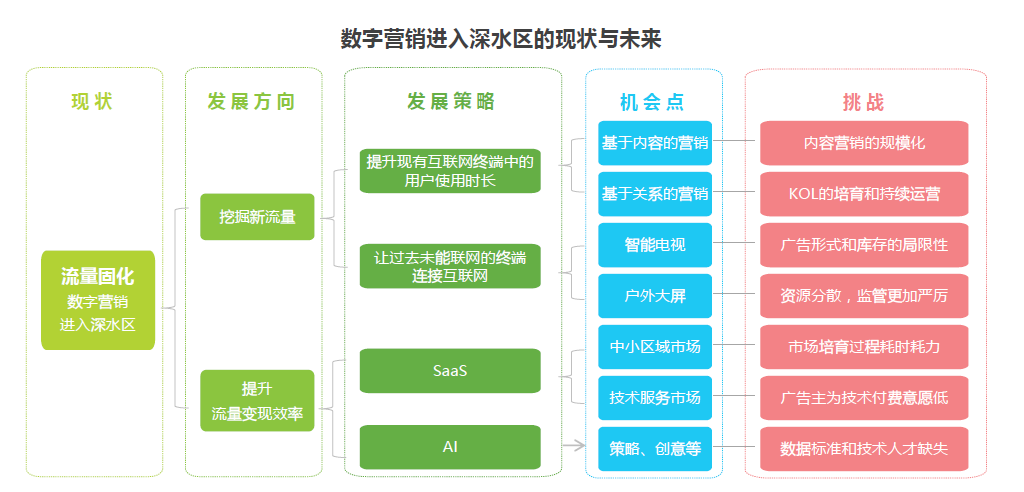 数字营销进入深水区的现状与未来
现状
发展方向
发展策略
机会点
挑战
流量固化
数字营销
进入深水区
挖掘新流量
提升
流量变现效率
提升现有互联网终端中的
用户使用时长
让过去未能联网的终端
连接互联网
SaaS
AI
基于内容的营销
基于关系的营销
智能电视
户外大屏
中小区域市场
技术服务市场
策略、创意等
内容营销的规模化
KOL的培育和持续运营
广告形式和库存的局限性
资源分散，监管更加严厉
市场培育过程耗时耗力
广告主为技术付费意愿低
数据标准和技术人才缺失